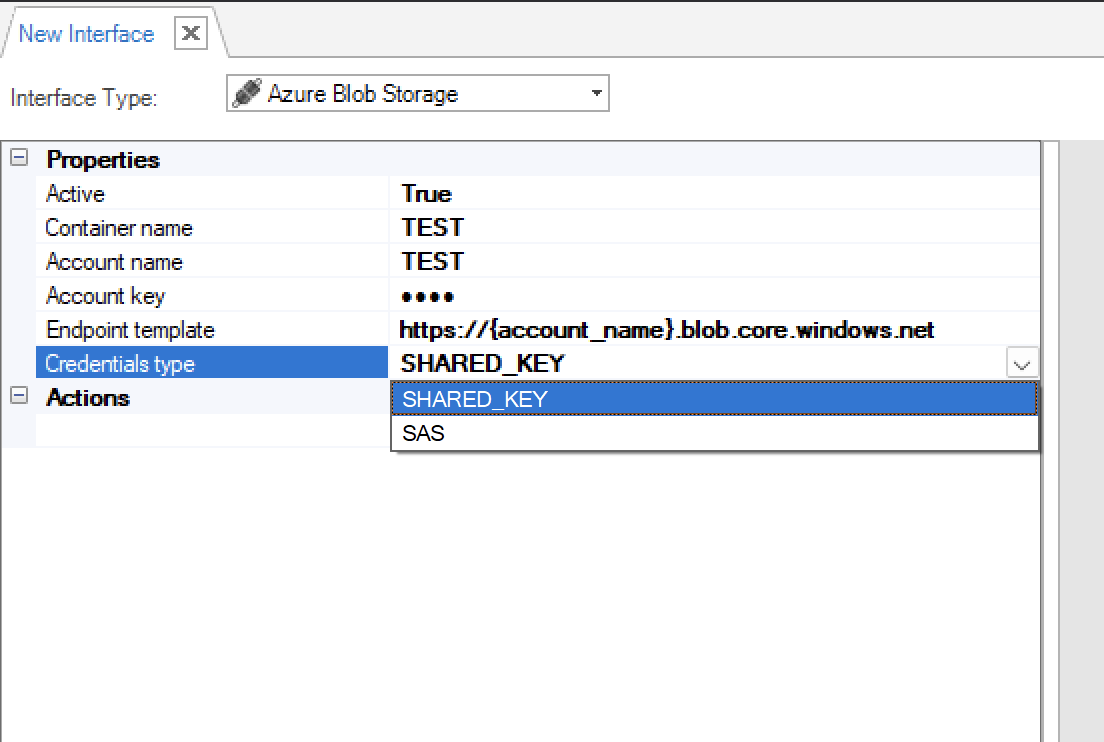 New Interface
Interface Type: Azure Blob Storage
Properties
Active True
Container name TEST
Account name TEST
Account key ●●●●
Endpoint template https://{account_name}.blob.core.windows.net
Credentials type SHARED_KEY
Actions SHARED_KEY
SAS